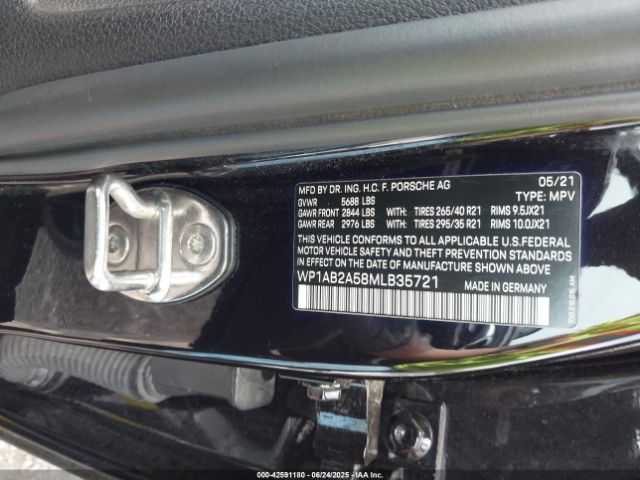 MFD BY DR. ING. H.C. F. PORSCHE AG 05/21
GVWR 5688 LBS TYPE: MPV
GAWR FRONT 2844 LBS WITH: TIRES 265/40 R21 RIMS 9.5JX21
GAWR REAR 2976 LBS WITH: TIRES 295/35 R21 RIMS 10.0JX21
THIS VEHICLE CONFORMS TO ALL APPLICABLE U.S.FEDERAL
MOTOR VEHICLE SAFETY, BUMPER, AND THEFT PREVENTION
STANDARDS IN EFFECT ON THE DATE OF MANUFACTURE
SHOWN ABOVE.
WP1AB2A58MLB35721 MADE IN GERMANY
000-42591180 - 06/24/2025 - IAAI.COM